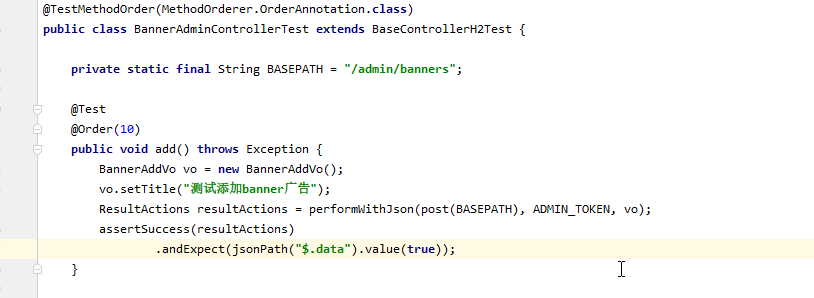 @TestMethodOrder(MethodOrderer.OrderAnnotation.class)
public class BannerAdminControllerTest extends BaseControllerH2Test {
private static final String BASEPATH = "/admin/banners";
@Test
@Order(10)
public void add() throws Exception {
BannerAddVo vo = new BannerAddVo();
vo.setTitle("测试添加banner广告");
ResultActions resultActions = performWithJson(post(BASEPATH), ADMIN_TOKEN, vo);
assertSuccess(resultActions)
.andExpect(jsonPath("$.data").value(true));
}